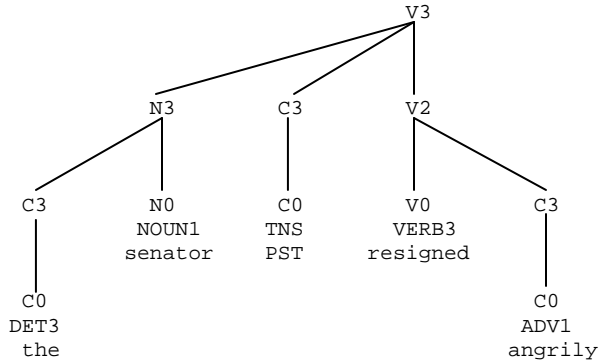 V3
N3 C3 V2
C3 N0 C0 V0 C3
NOUN1 TNS VERB3
senator PST resigned
C0 C0
DET3 ADV1
the angrily